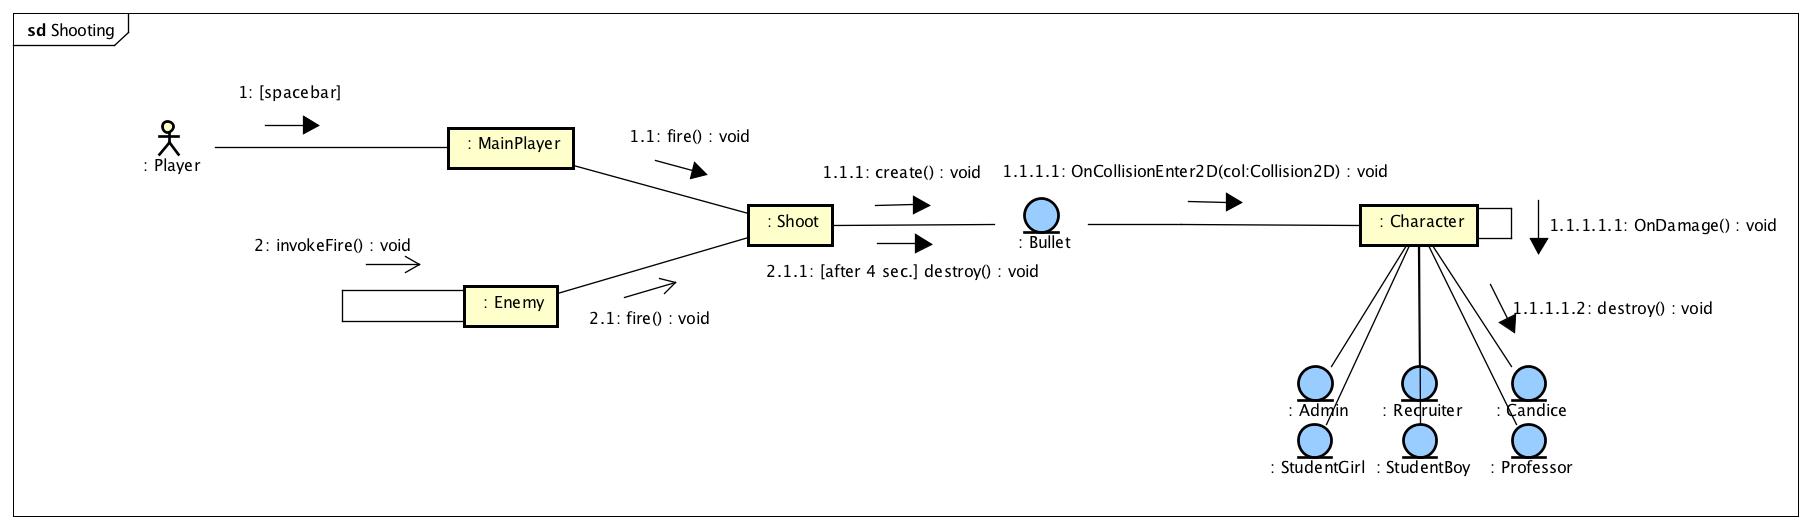 sd Shooting
1: [spacebar]
: Player
: MainPlayer
1.1: fire() : void
1.1.1: create() : void
1.1.1.1: OnCollisionEnter2D(col:Collision2D) : void
: Shoot
: Bullet
: Character
1.1.1.1.1: OnDamage() : void
2: invokeFire() : void
2.1.1: [after 4 sec.] destroy() : void
: Enemy
2.1: fire() : void
1.1.1.1.2: destroy() : void
: Admin
: Recruiter
: Candice
: StudentGirl
: StudentBoy
: Professor